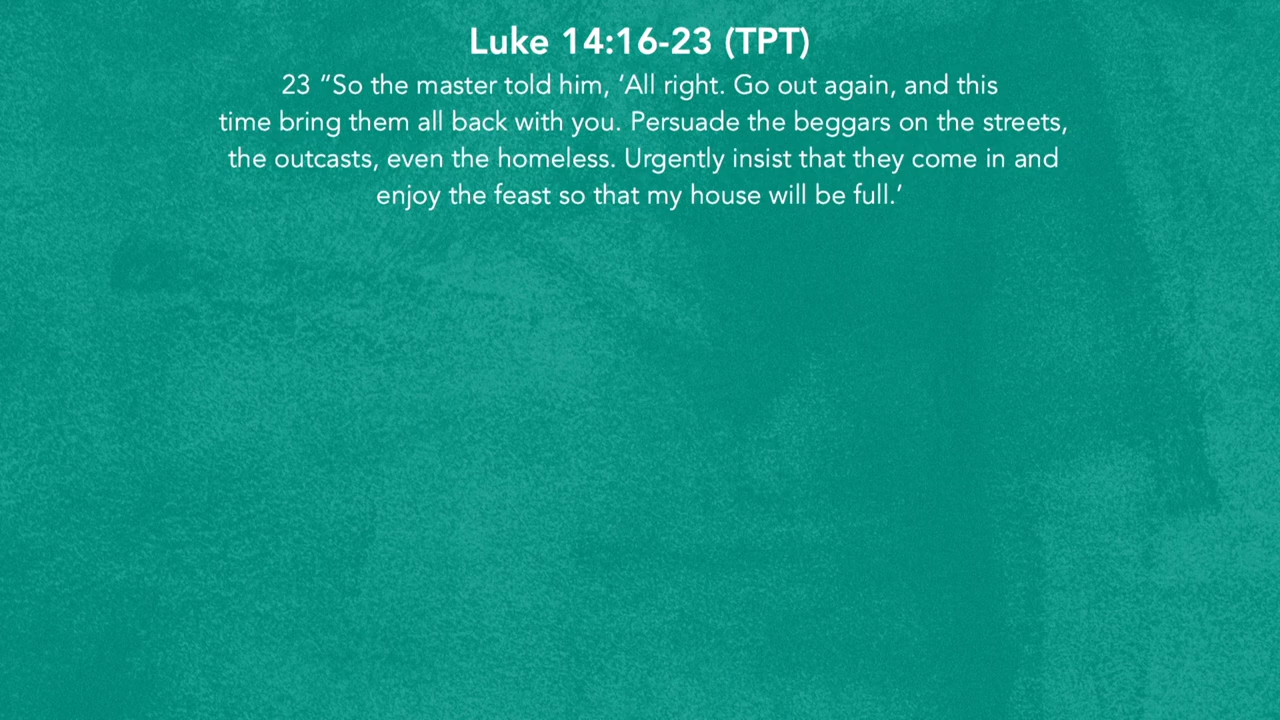 Luke 14:16-23 (TPT)
23 “So the master told him, ‘All right. Go out again, and this
time bring them all back with you. Persuade the beggars on the streets,
the outcasts, even the homeless. Urgently insist that they come in and
enjoy the feast so that my house will be full.’